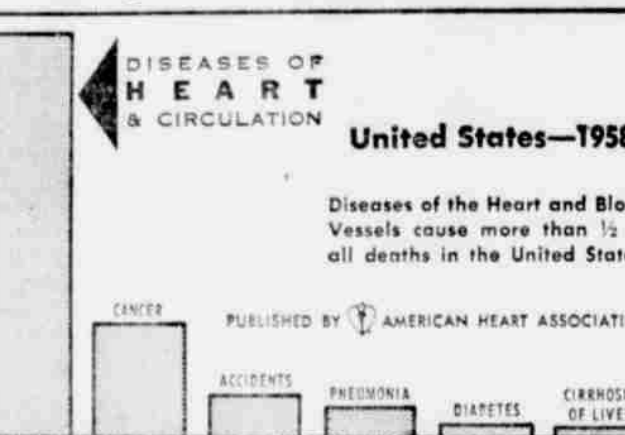 DISEASES OF
HEART
& CIRCULATION
United States—1958
Diseases of the Heart and Blo
Vessels cause more than ½
all deaths in the United Stat
PUBLISHED BY AMERICAN HEART ASSOCIATI
CANCER
ACCIDENTS
PNEUMONIA
DIABETES
CIRRHOSI
OF LIVE